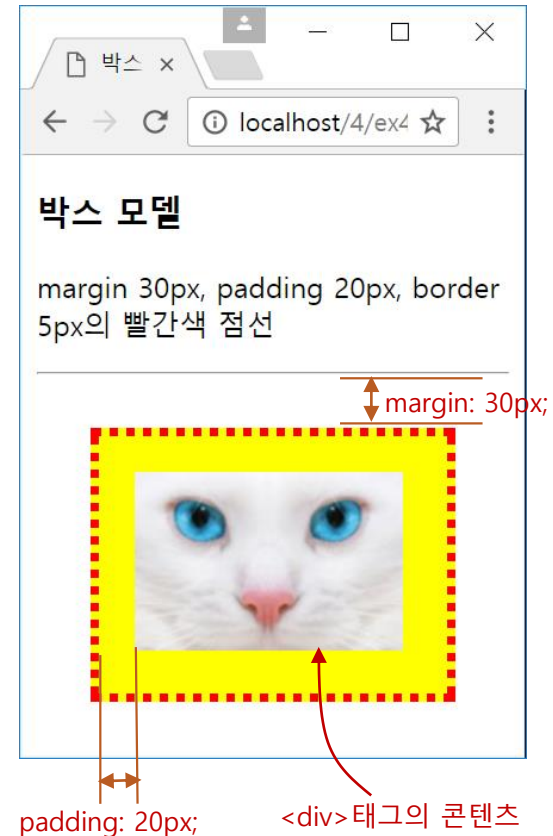 박스
localhost/4/ex4
박스 모델
margin 30px, padding 20px, border
5px의 빨간색 점선
margin: 30px;
padding: 20px;
<div>태그의 콘텐츠